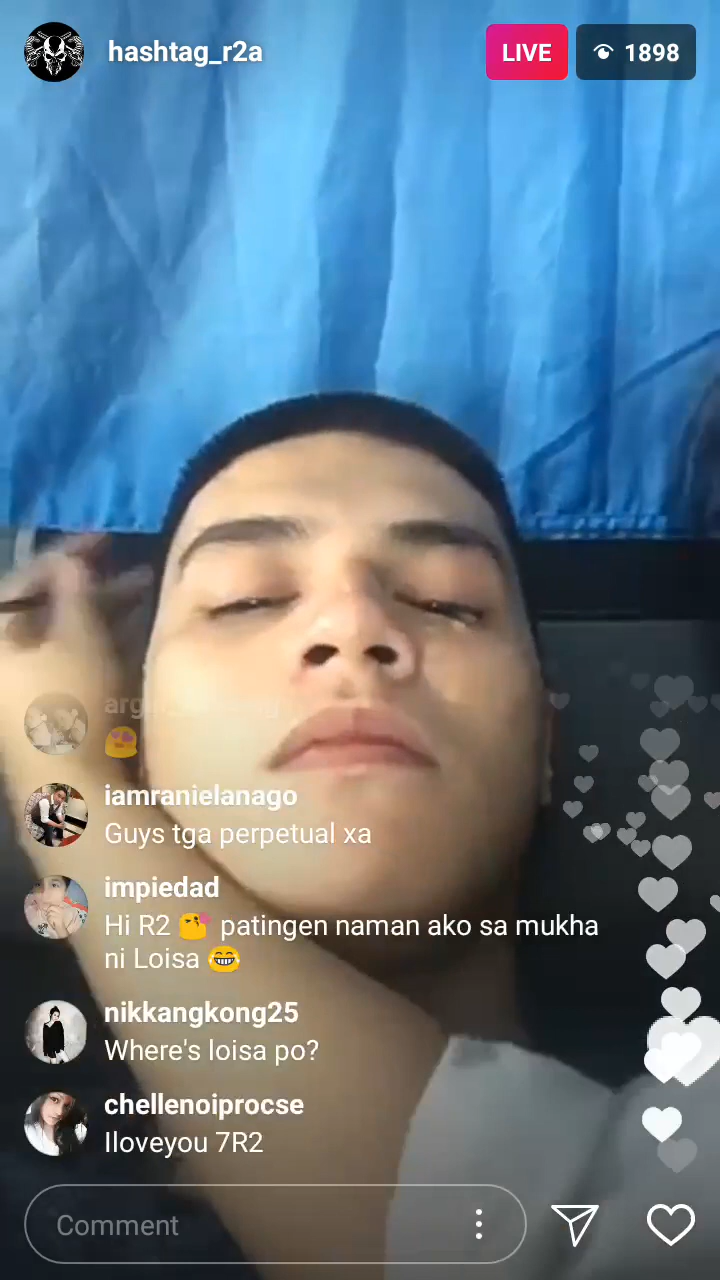 hashtag_r2a
LIVE
1898
😍
iamranielanago
Guys tga perpetual xa
impiedad
Hi R2 😘 patingen naman ako sa mukha
ni Loisa 😂
nikkangkong25
Where's loisa po?
chellenoiprocse
Iloveyou 7R2
Comment